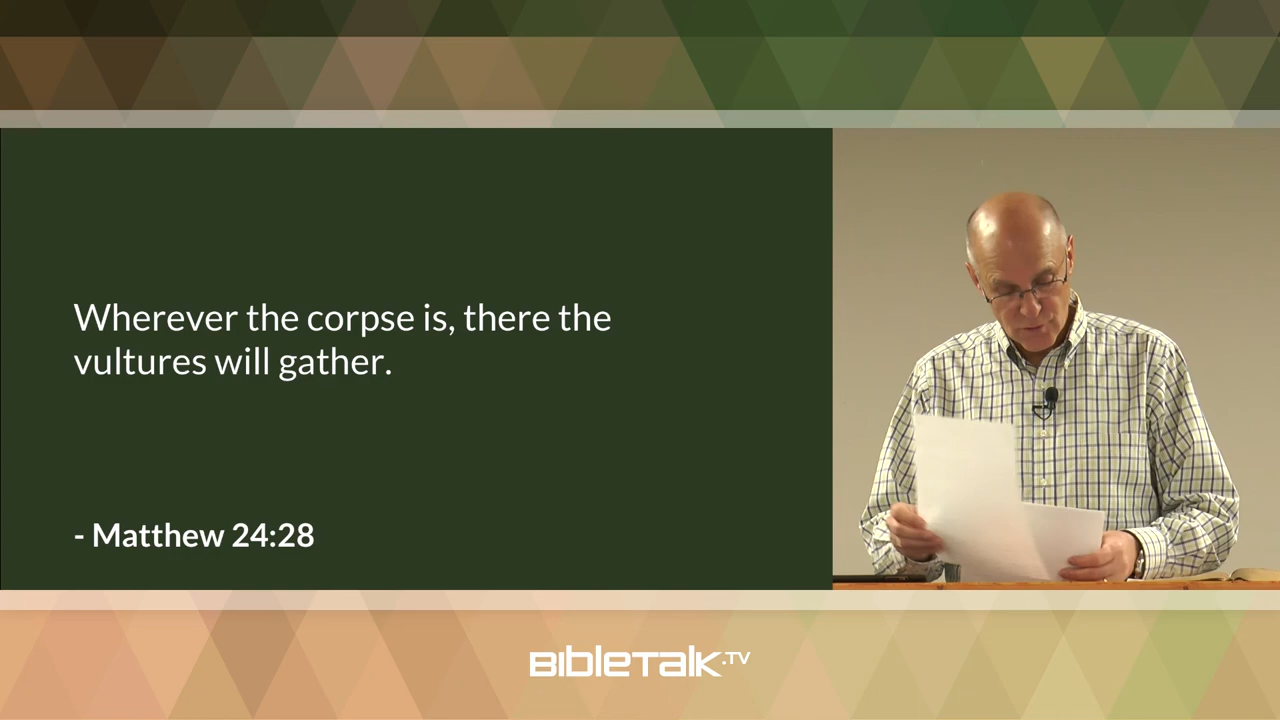 Wherever the corpse is, there the
vultures will gather.
- Matthew 24:28
BIBLETALK.TV